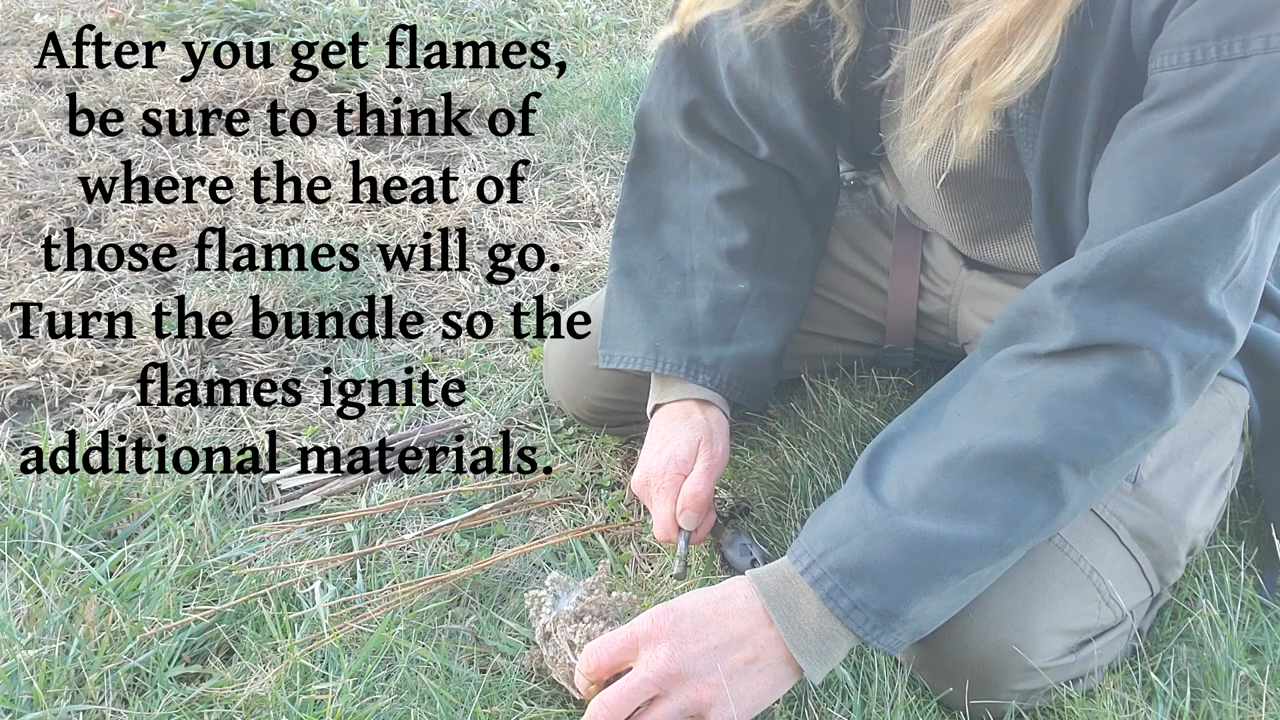 After you get flames,
be sure to think of
where the heat of
those flames will go.
Turn the bundle so the
flames ignite
additional materials.